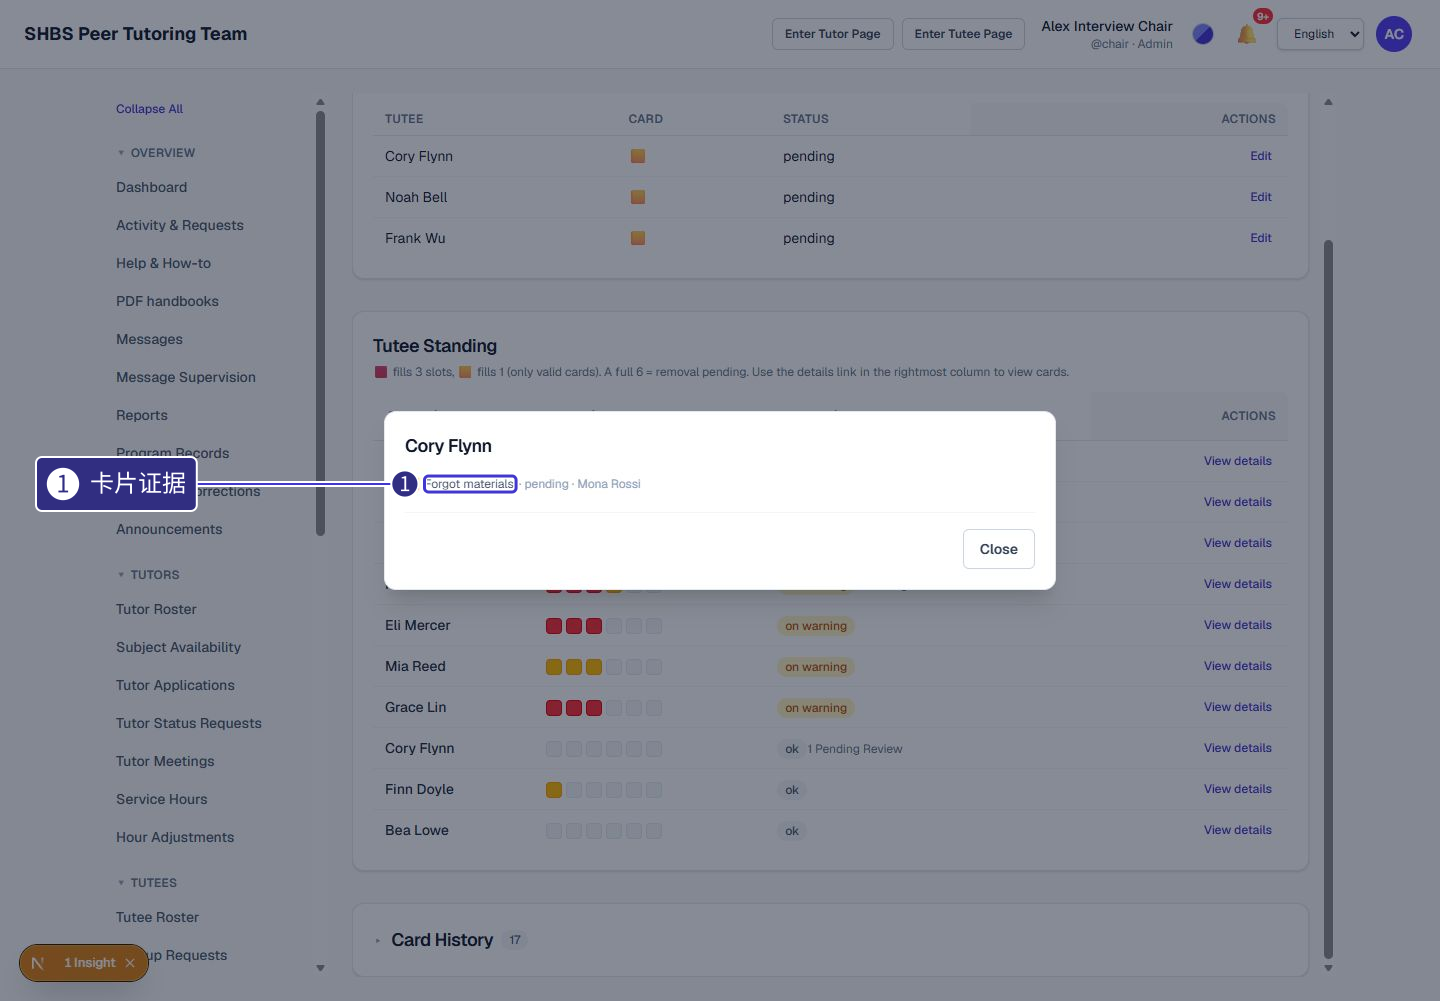 SHBS Peer Tutoring Team
Enter Tutor Page
Enter Tutee Page
Alex Interview Chair
@chair · Admin
9+
English
AC
Collapse All
OVERVIEW
Dashboard
Activity & Requests
Help & How-to
PDF handbooks
Messages
Message Supervision
Reports
Program Records
orrections
Announcements
TUTORS
Tutor Roster
Subject Availability
Tutor Applications
Tutor Status Requests
Tutor Meetings
Service Hours
Hour Adjustments
TUTEES
Tutee Roster
up Requests
1 Insight
1 卡片证据
TUTEE CARD STATUS ACTIONS
Cory Flynn pending Edit
Noah Bell pending Edit
Frank Wu pending Edit
Tutee Standing
fills 3 slots, fills 1 (only valid cards). A full 6 = removal pending. Use the details link in the rightmost column to view cards.
ACTIONS
View details
View details
View details
View details
Cory Flynn
1 Forgot materials · pending · Mona Rossi
Close
Eli Mercer on warning View details
Mia Reed on warning View details
Grace Lin on warning View details
Cory Flynn ok 1 Pending Review View details
Finn Doyle ok View details
Bea Lowe ok View details
Card History 17